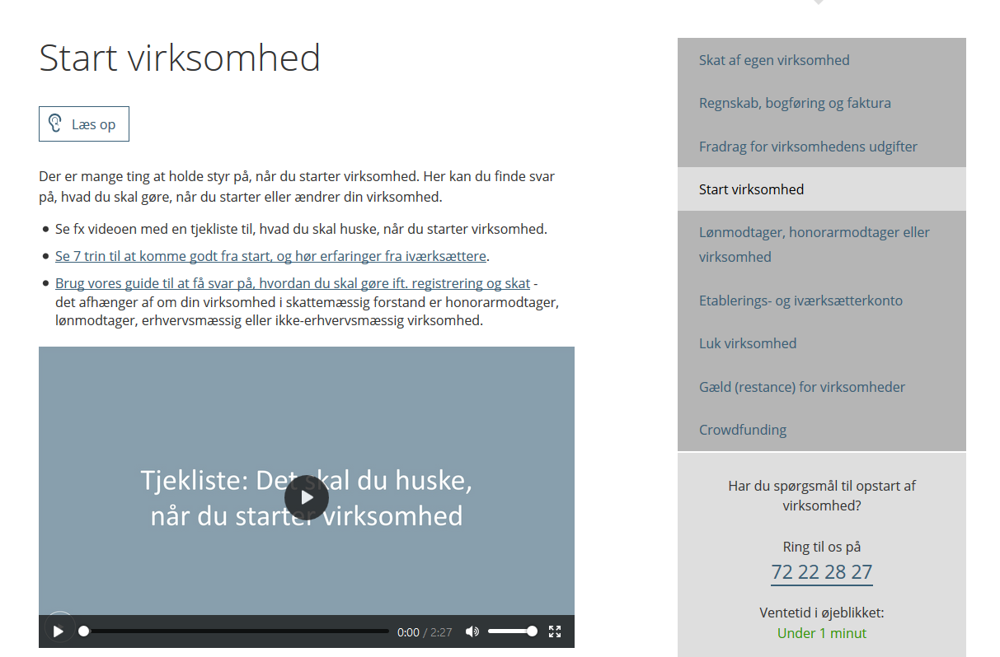 Start virksomhed
Læs op
Der er mange ting at holde styr på, når du starter virksomhed. Her kan du finde svar
på, hvad du skal gøre, når du starter eller ændrer din virksomhed.
Se fx videoen med en tjekliste til, hvad du skal huske, når du starter virksomhed.
Se 7 trin til at komme godt fra start, og hør erfaringer fra iværksættere.
Brug vores guide til at få svar på, hvordan du skal gøre ift. registrering og skat -
det afhænger af om din virksomhed i skattemæssig forstand er honorarmodtager,
lønmodtager, erhvervsmæssig eller ikke-erhvervsmæssig virksomhed.
Tjekliste: Det skal du huske,
når du starter virksomhed
0:00 / 2:27
Skat af egen virksomhed
Regnskab, bogføring og faktura
Fradrag for virksomhedens udgifter
Start virksomhed
Lønmodtager, honorarmodtager eller
virksomhed
Etablerings- og iværksætterkonto
Luk virksomhed
Gæld (restance) for virksomheder
Crowdfunding
Har du spørgsmål til opstart af
virksomhed?
Ring til os på
72 22 28 27
Ventetid i øjeblikket:
Under 1 minut